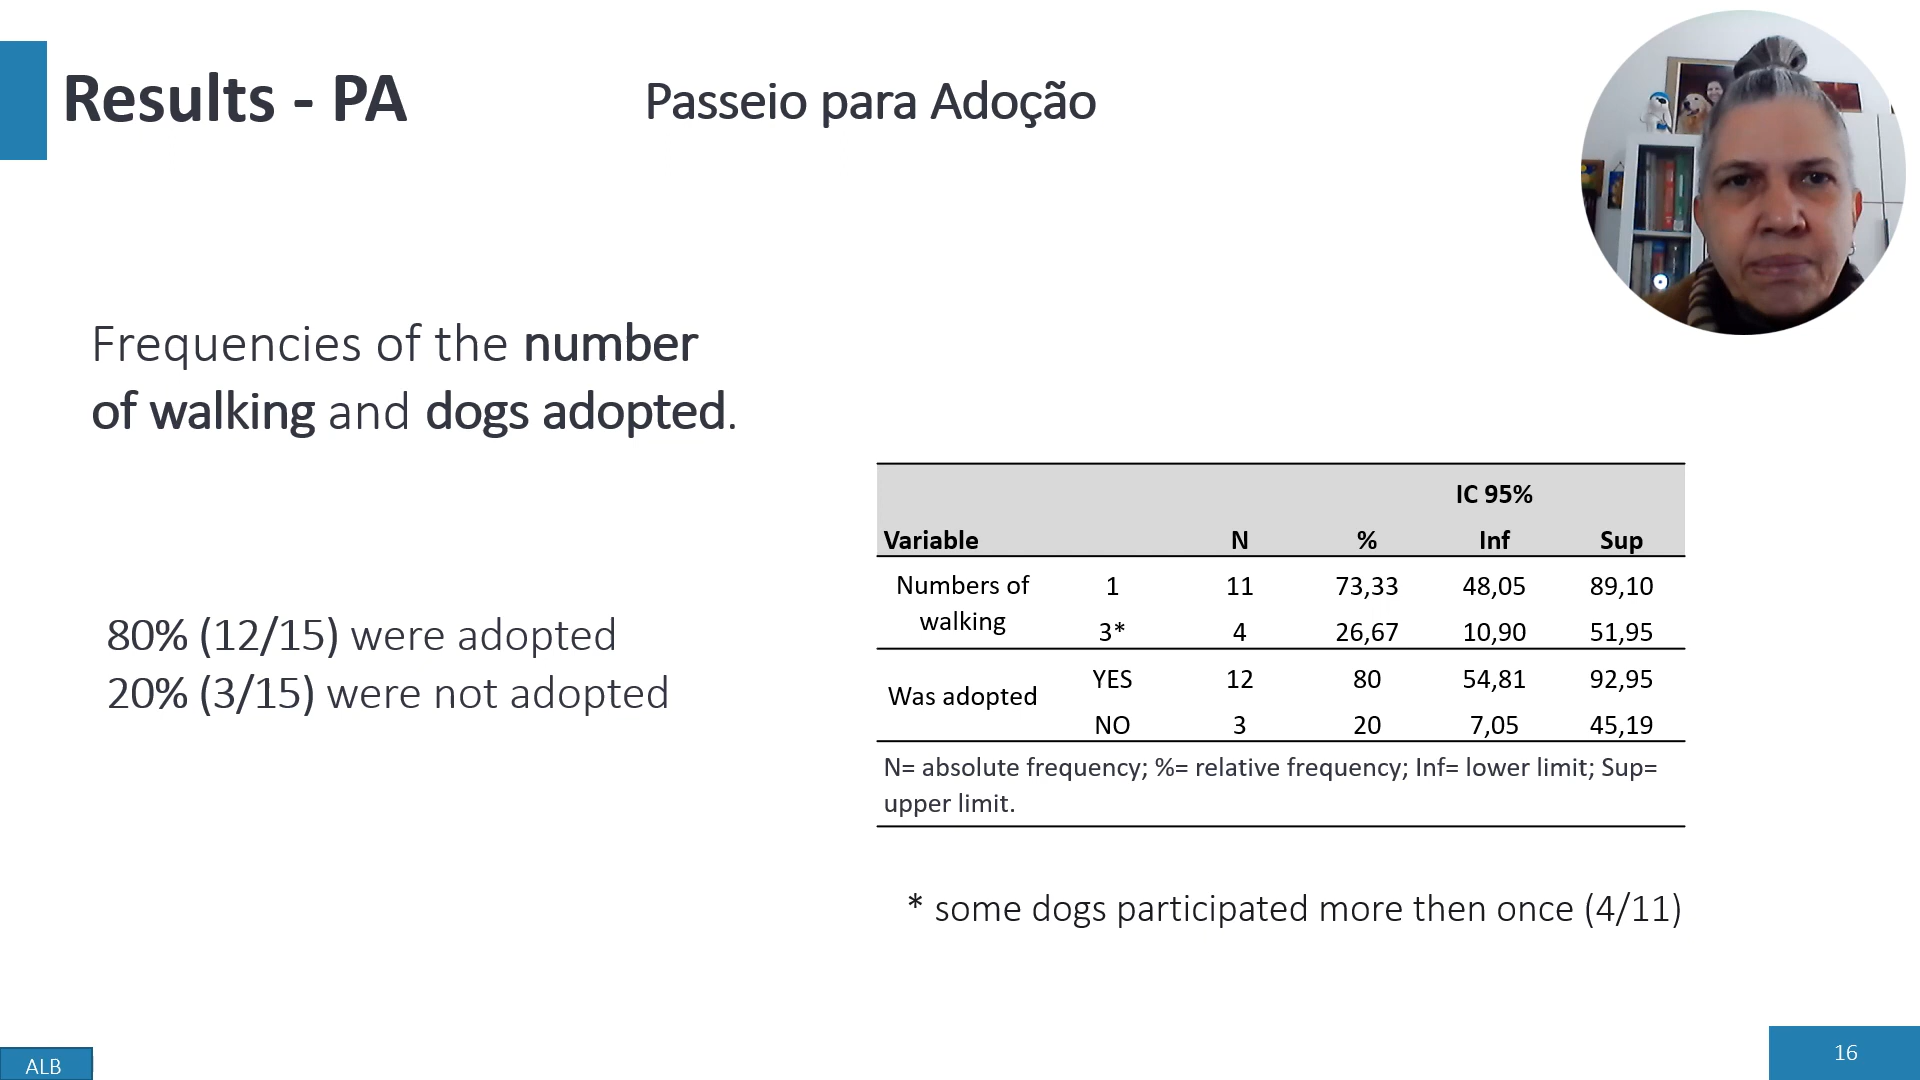 Results - PA
Passeio para Adoção
Frequencies of the number
of walking and dogs adopted.
80% (12/15) were adopted
20% (3/15) were not adopted
IC 95%
Variable N % Inf Sup
Numbers of walking 1 11 73,33 48,05 89,10
3* 4 26,67 10,90 51,95
Was adopted YES 12 80 54,81 92,95
NO 3 20 7,05 45,19
N= absolute frequency; %= relative frequency; Inf= lower limit; Sup=
upper limit.
* some dogs participated more then once (4/11)
ALB
16